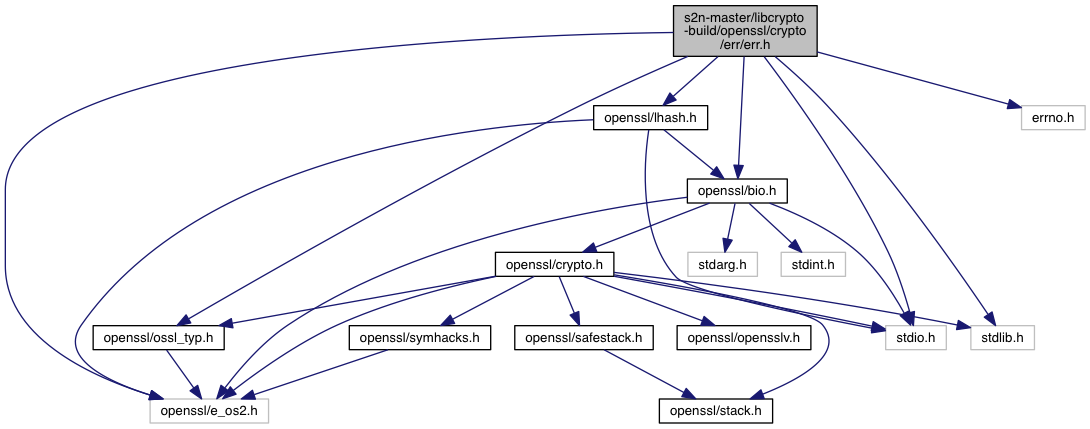 s2n-master/libcrypto
-build/openssl/crypto
/err/err.h
openssl/lhash.h
errno.h
openssl/bio.h
openssl/crypto.h
stdarg.h
stdint.h
openssl/ossl_typ.h
openssl/symhacks.h
openssl/safestack.h
openssl/opensslv.h
stdio.h
stdlib.h
openssl/e_os2.h
openssl/stack.h